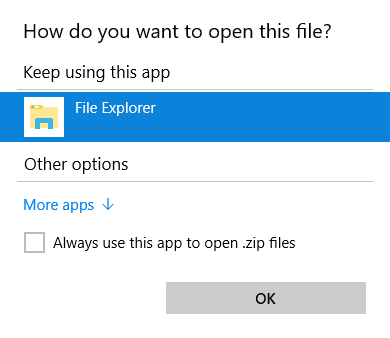 How do you want to open this file?
Keep using this app
File Explorer
Other options
More apps ↓
Always use this app to open .zip files
OK